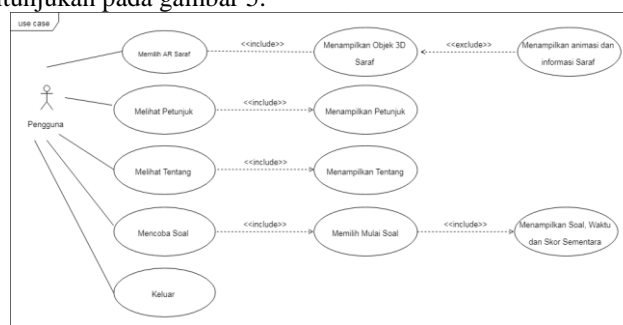 tunjukan pada gambar 5.
use case
Memilih AR Saraf
<<include>>
Menampilkan Objek 3D
Saraf
<<exclude>>
Menampilkan animasi dan
informasi Saraf
Pengguna
Melihat Petunjuk
<<include>>
Menampilkan Petunjuk
Melihat Tentang
<<include>>
Menampilkan Tentang
Mencoba Soal
<<include>>
Memilih Mulai Soal
<<include>>
Menampilkan Soal, Waktu
dan Skor Sementara
Keluar